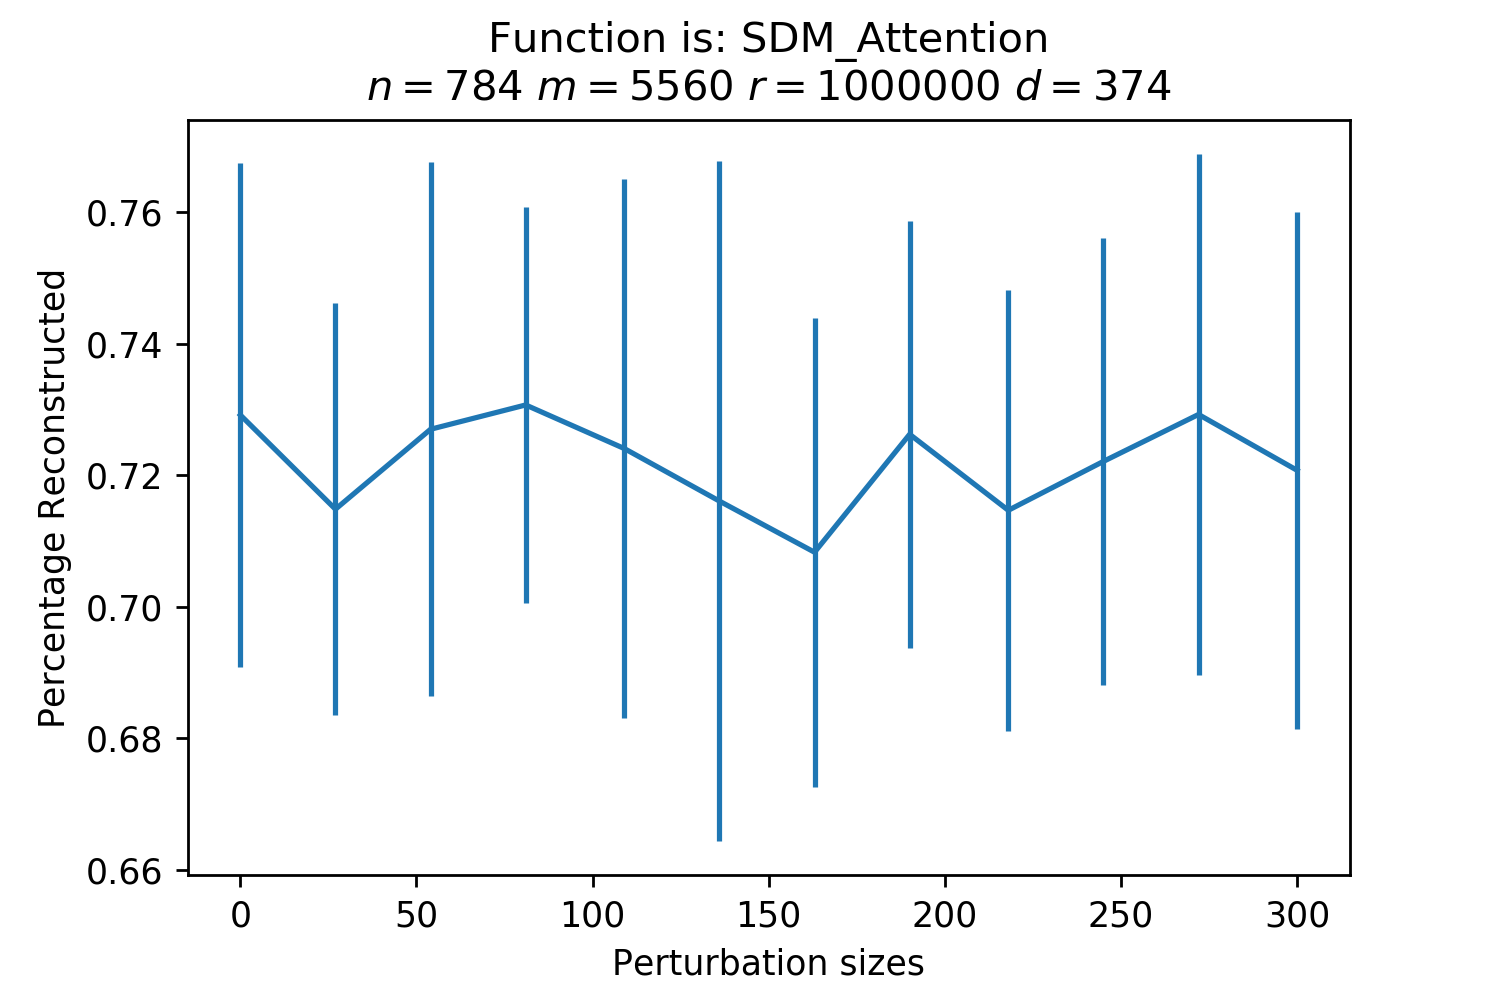 Function is: SDM_Attention
n = 784 m = 5560 r = 1000000 d = 374
Percentage Reconstructed
0.76
0.74
0.72
0.70
0.68
0.66
0 50 100 150 200 250 300
Perturbation sizes